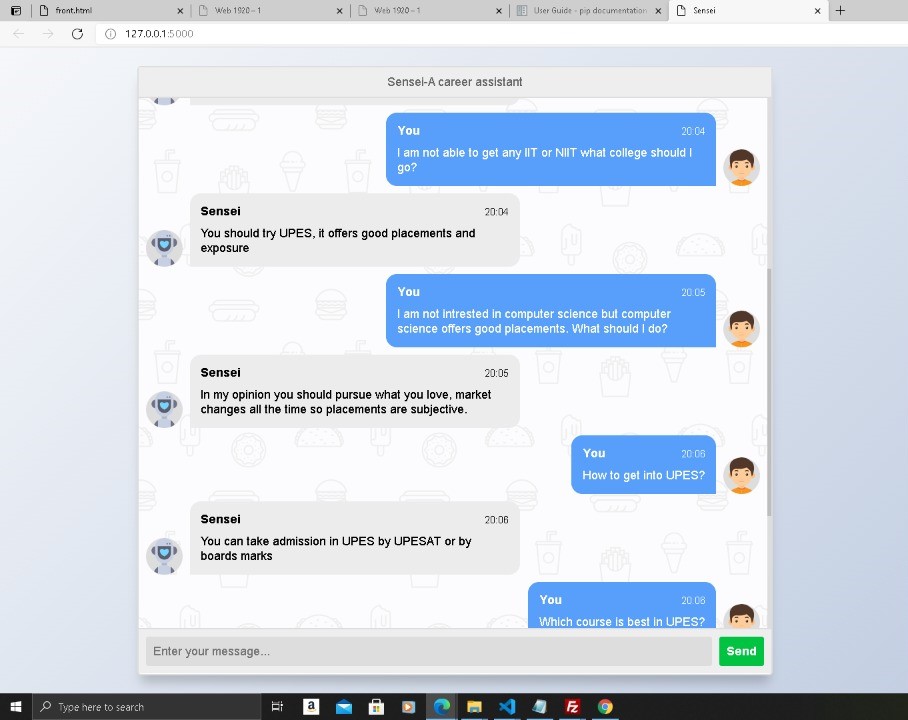 front.html
Web 1920 – 1
Web 1920 – 1
User Guide - pip documentation
Sensei
127.0.0.1:5000
Sensei-A career assistant
You 20:04
I am not able to get any IIT or NIIT what college should I
go?
Sensei 20:04
You should try UPES, it offers good placements and
exposure
You 20:05
I am not intrested in computer science but computer
science offers good placements. What should I do?
Sensei 20:05
In my opinion you should pursue what you love, market
changes all the time so placements are subjective.
You 20:06
How to get into UPES?
Sensei 20:06
You can take admission in UPES by UPESAT or by
boards marks
You 20:06
Which course is best in UPES?
Enter your message...
Send
Type here to search